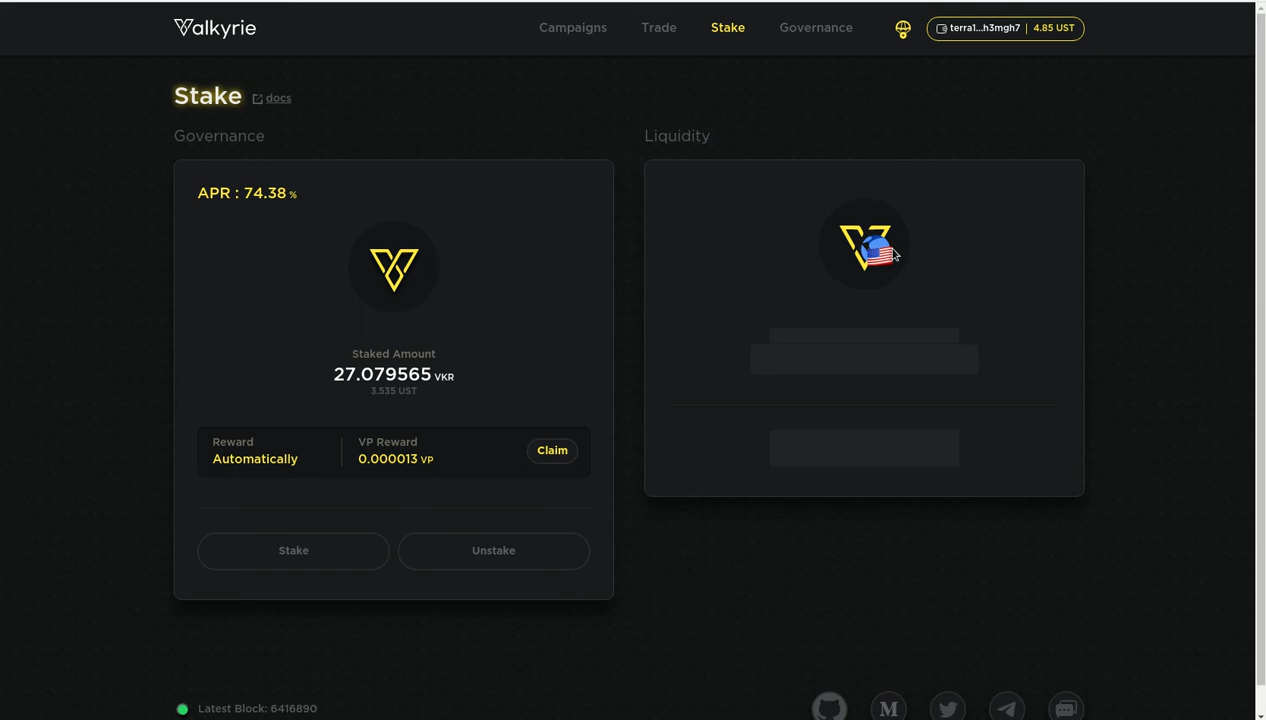 Valkyrie
Campaigns
Trade
Stake
Governance
terra1...h3mgh7 | 4.85 UST
Stake
docs
Governance
Liquidity
APR : 74.38 %
Staked Amount
27.079565 VKR
3.535 UST
Reward
Automatically
VP Reward
0.000013 VP
Claim
Stake
Unstake
Latest Block: 6416890
M